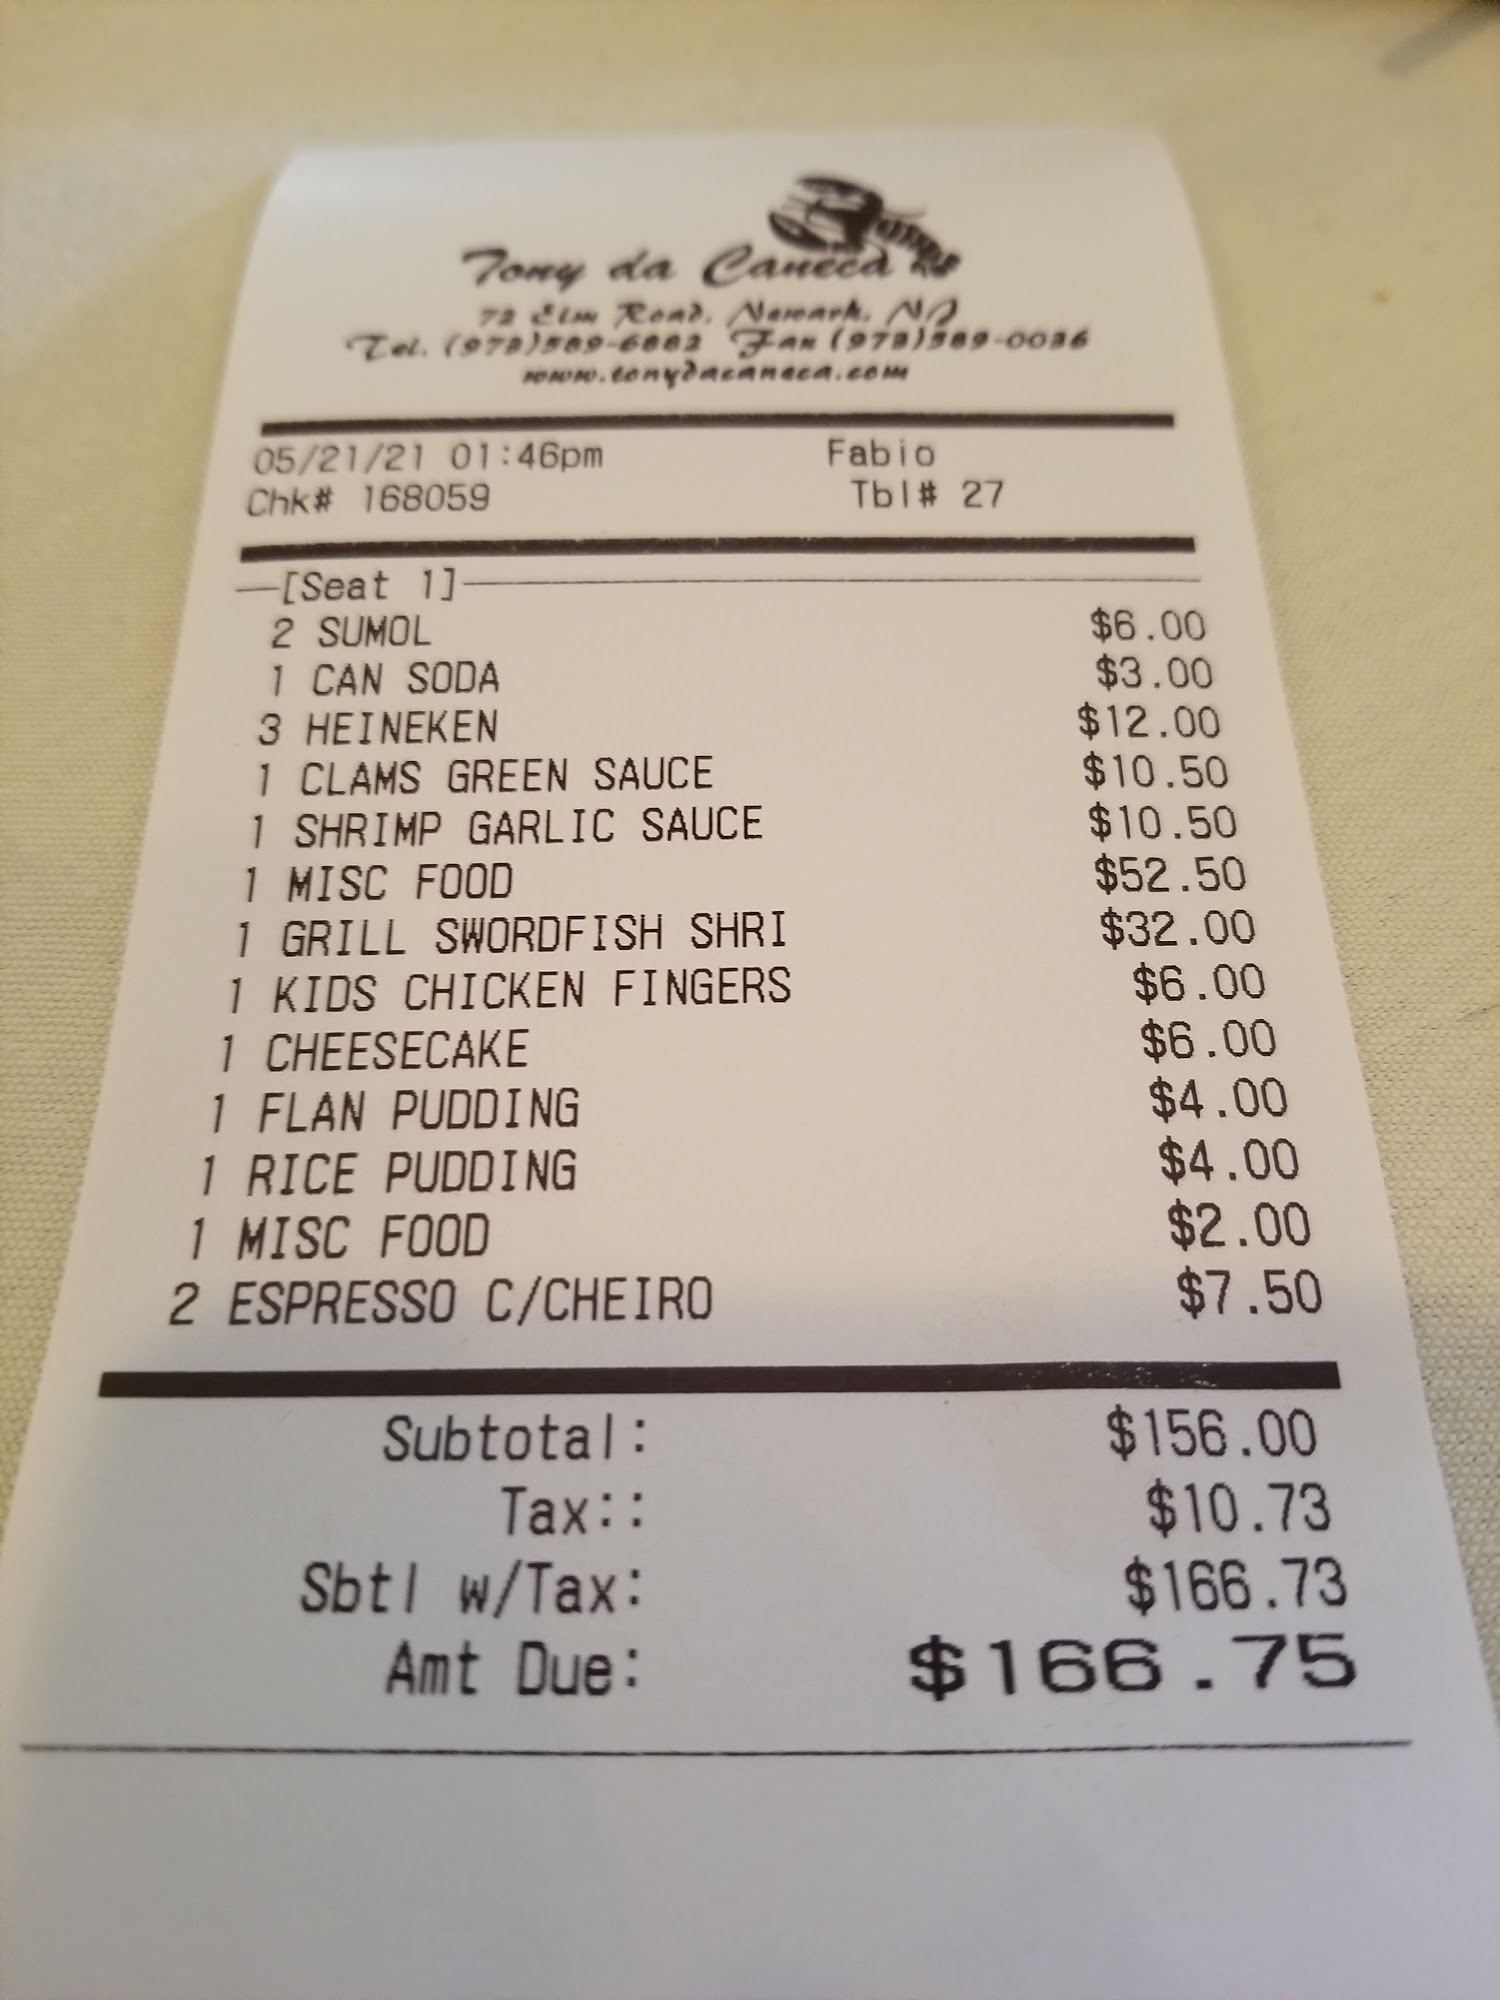 Tony da Caneca
72 Elm Road, Newark, NJ
Tel. (973)589-6882 Fax (973)589-0036
www.tonydacaneca.com
05/21/21 01:46pm Fabio
Chk# 168059 Tbl# 27
[Seat 1]
2 SUMOL $6.00
1 CAN SODA $3.00
3 HEINEKEN $12.00
1 CLAMS GREEN SAUCE $10.50
1 SHRIMP GARLIC SAUCE $10.50
1 MISC FOOD $52.50
1 GRILL SWORDFISH SHRI $32.00
1 KIDS CHICKEN FINGERS $6.00
1 CHEESECAKE $6.00
1 FLAN PUDDING $4.00
1 RICE PUDDING $4.00
1 MISC FOOD $2.00
2 ESPRESSO C/CHEIRO $7.50
Subtotal: $156.00
Tax:: $10.73
Sbtl w/Tax: $166.73
Amt Due: $166.75